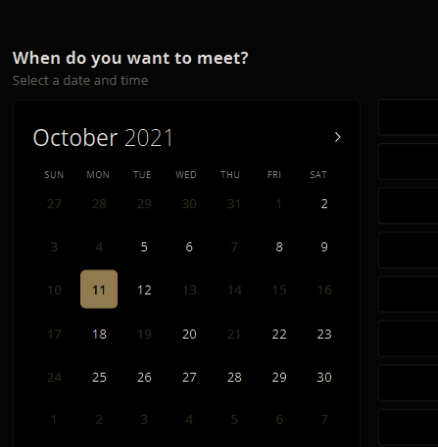 When do you want to meet?
Select a date and time
October 2021
SUN MON TUE WED THU FRI SAT
27 28 29 30 31 1 2
3 4 5 6 7 8 9
10 11 12 13 14 15 16
17 18 19 20 21 22 23
24 25 26 27 28 29 30
1 2 3 4 5 6 7